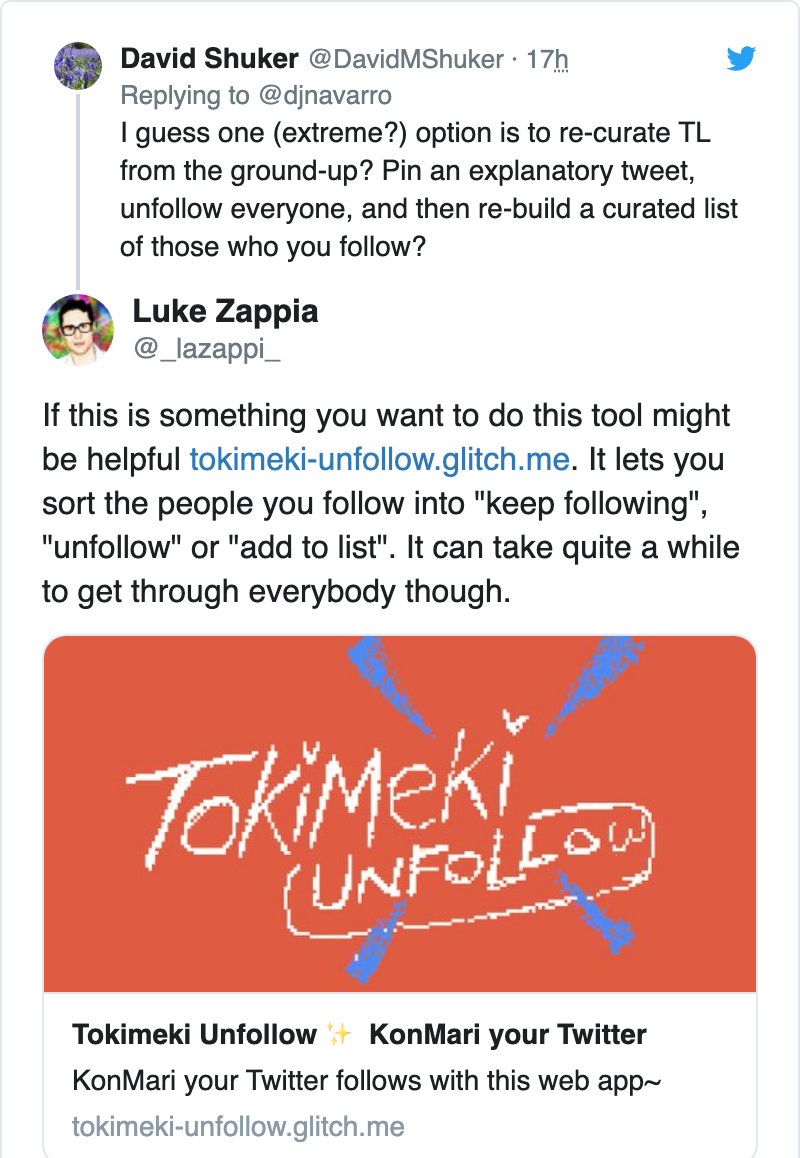 David Shuker @DavidMShuker · 17h
Replying to @djnavarro
I guess one (extreme?) option is to re-curate TL
from the ground-up? Pin an explanatory tweet,
unfollow everyone, and then re-build a curated list
of those who you follow?
Luke Zappia
@_lazappi_
If this is something you want to do this tool might
be helpful tokimeki-unfollow.glitch.me. It lets you
sort the people you follow into "keep following",
"unfollow" or "add to list". It can take quite a while
to get through everybody though.
TOKiMeKi
UNFOLLOW
Tokimeki Unfollow ✨ KonMari your Twitter
KonMari your Twitter follows with this web app~
tokimeki-unfollow.glitch.me